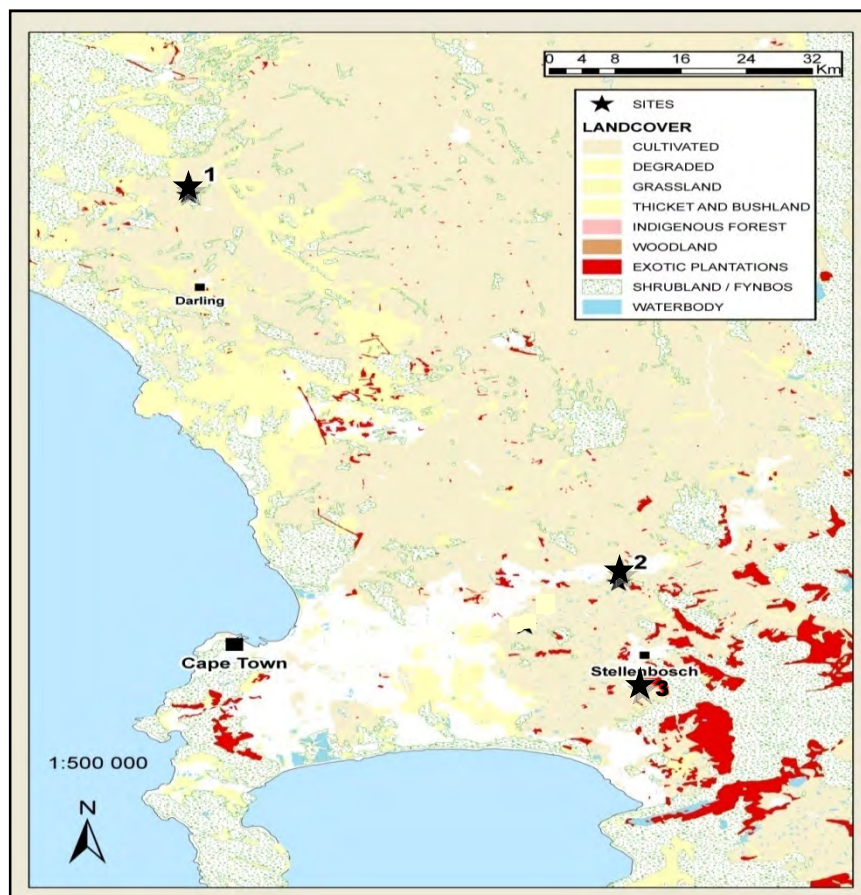 0 4 8 16 24 32
Km
SITES
LANDCOVER
CULTIVATED
DEGRADED
GRASSLAND
THICKET AND BUSHLAND
INDIGENOUS FOREST
WOODLAND
EXOTIC PLANTATIONS
SHRUBLAND / FYNBOS
WATERBODY
1
Darling
2
Cape Town
Stellenbosch
3
1:500 000
N